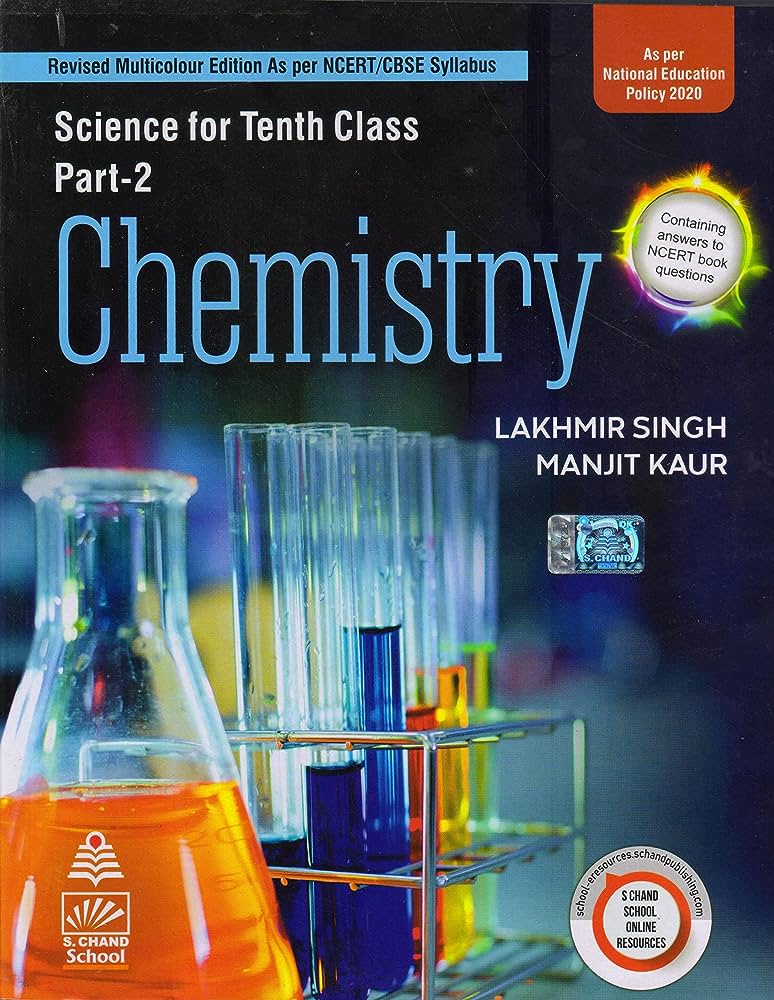 Revised Multicolour Edition As per NCERT/CBSE Syllabus
As per
National Education
Policy 2020
Science for Tenth Class
Part-2
Chemistry
Containing
answers to
NCERT book
questions
LAKHMIR SINGH
MANJIT KAUR
S. CHAND
school-eresources.schandpublishing.com
S CHAND
SCHOOL
ONLINE
RESOURCES
S. CHAND
School